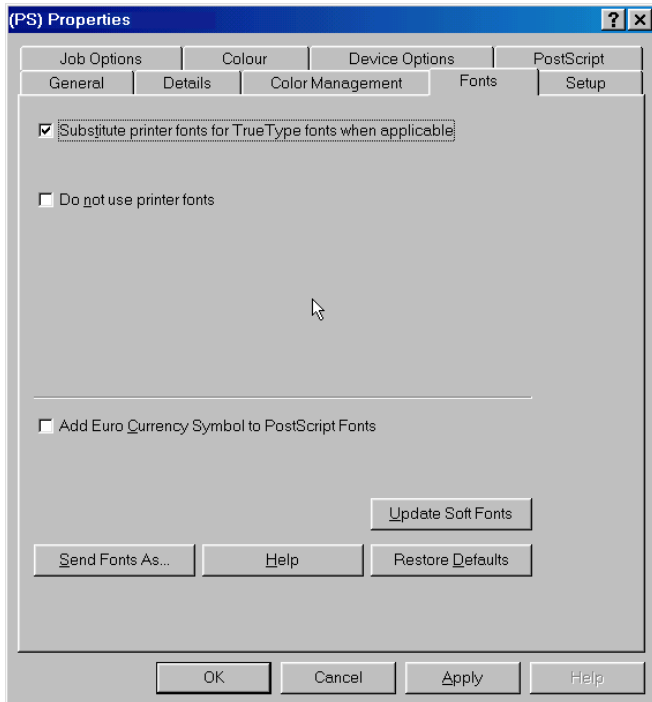 (PS) Properties
Job Options Colour Device Options PostScript
General Details Color Management Fonts Setup
Substitute printer fonts for TrueType fonts when applicable
Do not use printer fonts
Add Euro Currency Symbol to PostScript Fonts
Update Soft Fonts
Send Fonts As... Help Restore Defaults
OK Cancel Apply Help